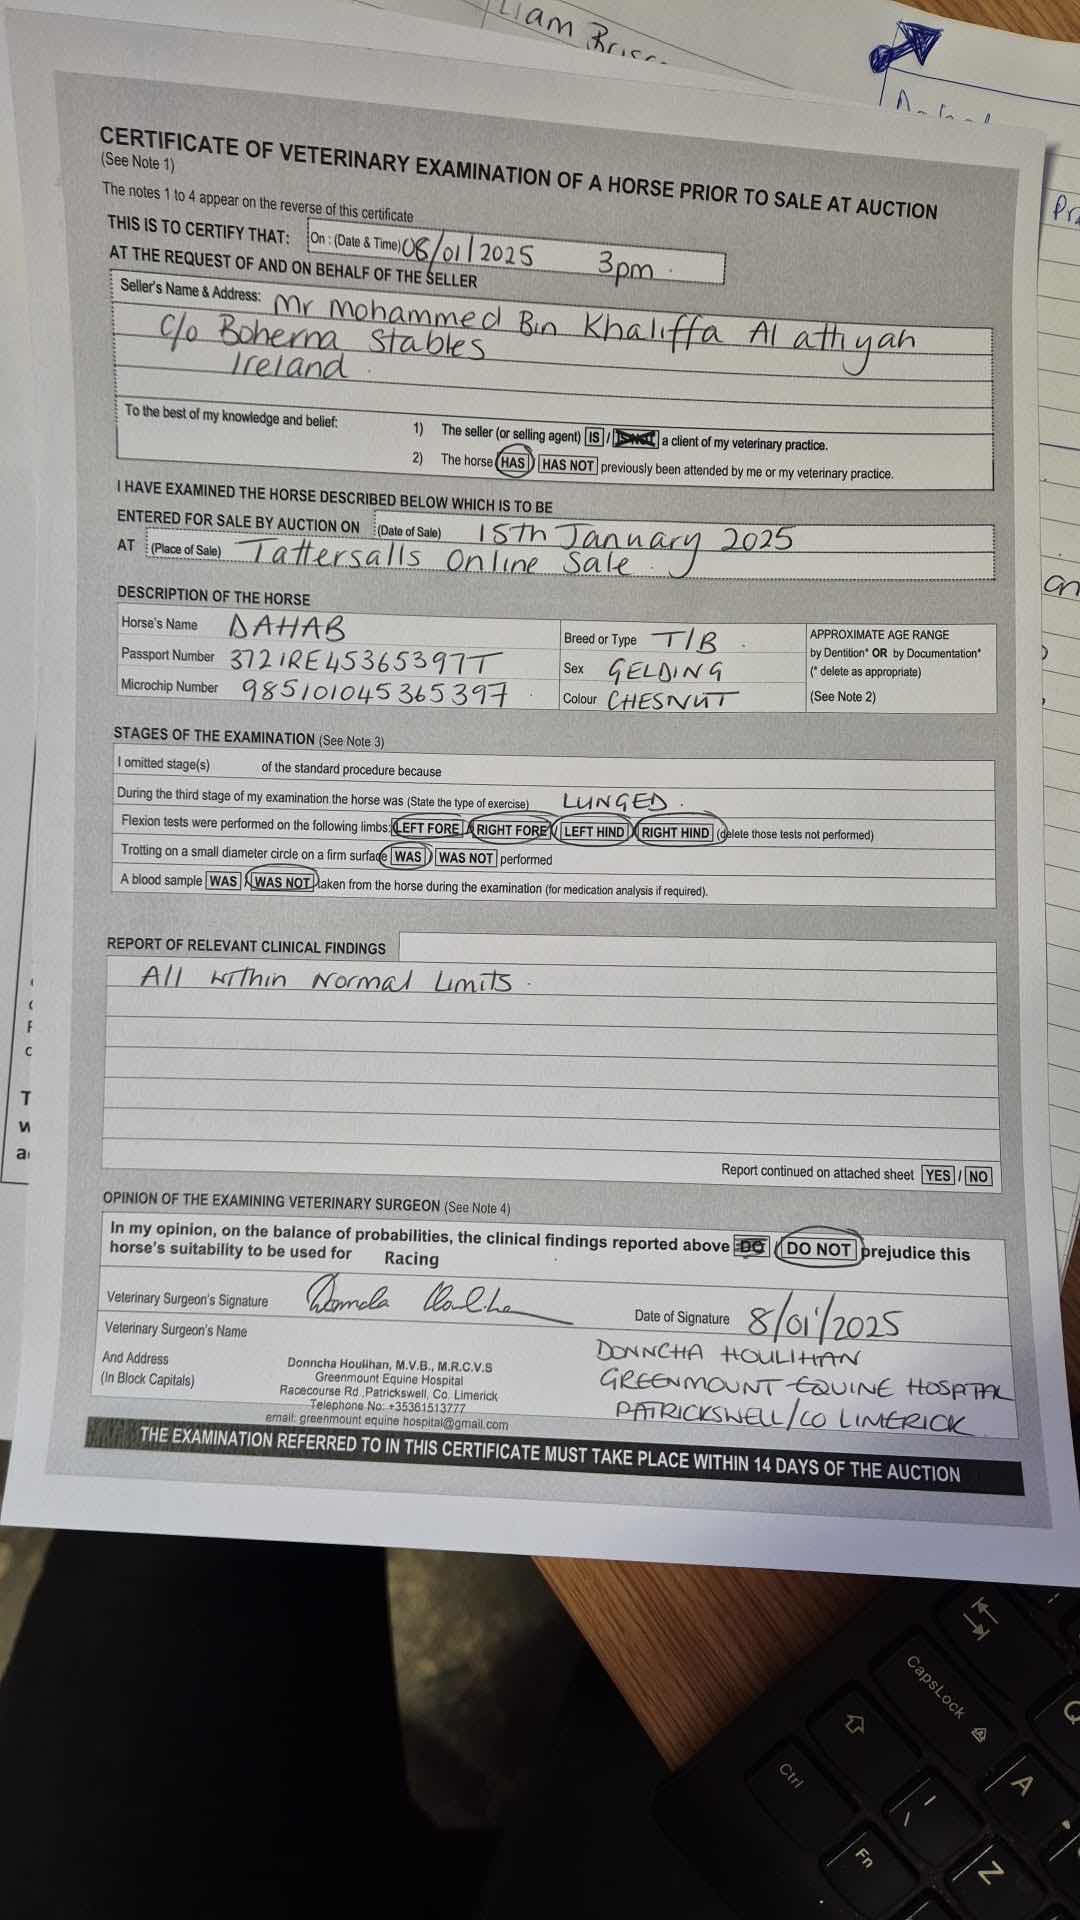 liam
CERTIFICATE OF VETERINARY EXAMINATION OF A HORSE PRIOR TO SALE AT AUCTION
(See Note 1)
The notes 1 to 4 appear on the reverse of this certificate
THIS IS TO CERTIFY THAT: On : (Date & Time) 08/01/2025 3pm
AT THE REQUEST OF AND ON BEHALF OF THE SELLER
Seller's Name & Address: Mr Mohammed Bin Khaliffa Al attiyah
c/o Boherna Stables
Ireland.
To the best of my knowledge and belief:
1) The seller (or selling agent) IS / IS NOT a client of my veterinary practice.
2) The horse HAS / HAS NOT previously been attended by me or my veterinary practice.
I HAVE EXAMINED THE HORSE DESCRIBED BELOW WHICH IS TO BE
ENTERED FOR SALE BY AUCTION ON (Date of Sale) 15th January 2025
AT (Place of Sale) Tattersalls Online Sale.
DESCRIPTION OF THE HORSE
Horse's Name DAHAB
Passport Number 372IRE45365397T
Microchip Number 985101045365397
Breed or Type T/B.
Sex GELDING
Colour CHESNUT
APPROXIMATE AGE RANGE
by Dentition* OR by Documentation*
(* delete as appropriate)
(See Note 2)
STAGES OF THE EXAMINATION (See Note 3)
I omitted stage(s) of the standard procedure because
During the third stage of my examination the horse was (State the type of exercise) LUNGED.
Flexion tests were performed on the following limbs: LEFT FORE / RIGHT FORE / LEFT HIND / RIGHT HIND (delete those tests not performed)
Trotting on a small diameter circle on a firm surface WAS / WAS NOT performed
A blood sample WAS / WAS NOT taken from the horse during the examination (for medication analysis if required).
REPORT OF RELEVANT CLINICAL FINDINGS
All within Normal Limits.
Report continued on attached sheet YES / NO
OPINION OF THE EXAMINING VETERINARY SURGEON (See Note 4)
In my opinion, on the balance of probabilities, the clinical findings reported above DO / DO NOT prejudice this
horse's suitability to be used for Racing
Veterinary Surgeon's Signature
Date of Signature 8/01/2025
Veterinary Surgeon's Name
And Address
(In Block Capitals)
Donncha Houlihan, M.V.B., M.R.C.V.S
Greenmount Equine Hospital
Racecourse Rd, Patrickswell, Co. Limerick
Telephone No: +35361513777
email: greenmount equine hospital@gmail.com
DONNCHA HOULIHAN
GREENMOUNT EQUINE HOSPITAL
PATRICKSWELL/CO LIMERICK
THE EXAMINATION REFERRED TO IN THIS CERTIFICATE MUST TAKE PLACE WITHIN 14 DAYS OF THE AUCTION
CapsLock
Q
A
Ctrl
Fn
Z